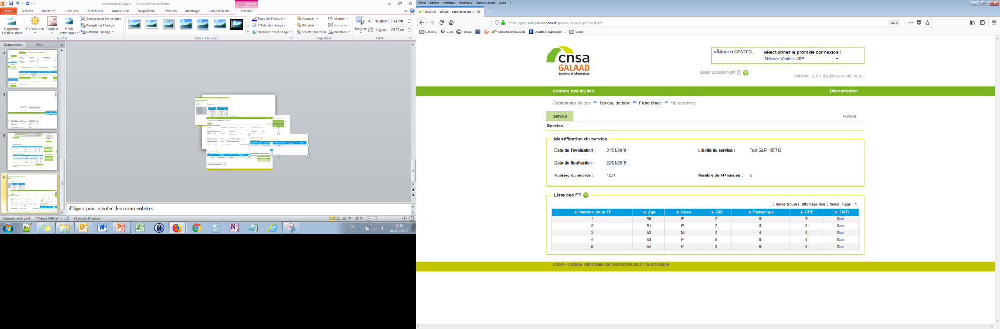 Présentation2.pptx - Microsoft PowerPoint
Outils Image
Fichier Accueil Insertion Création Transitions Animations Diaporama Révision Affichage Compléments Format
Supprimer l'arrière-plan
Corrections Couleur Effets artistiques
Compresser les images
Remplacer l'image
Rétablir l'image
Ajuster
Styles d'images
Bord de l'image
Effets des images
Disposition d'image
Avancer
Reculer
Volet Sélection
Aligner
Grouper
Rotation
Organiser
Rogner
Hauteur : 7,41 cm
Largeur : 20,53 cm
Taille
Diapositives Plan
3
4
5
6
Cliquez pour ajouter des commentaires
Diapositive 6 de 6 "Thème Office" Français (France) 25 %
FR 10:52
04/01/2019
Fichier Édition Affichage Historique Marque-pages Outils ?
GALAAD - Service - page de la liste d
https://preprod.galaad.cnsa.fr/galaad/service.go?id=31607 110 %
GALAAD GLPI FINESS Sharepoint GALAAD etudes-a-supprimer-... Music
cnsa
GALAAD
Système d'information
MÃ©decin GESTPDL Sélectionner le profil de connexion :
Médecin Valideur ARS
Mode accessibilité
Version : 2.7.1 du 2018-11-08 16:53
Gestion des études Déconnexion
Gestion des études Tableau de bord Fiche étude Fiche service
Service Retour
Service
Identification du service
Date de l'évaluation : 01/01/2019 Libellé du service : Test GLPI 107712
Date de finalisation : 02/01/2019
Numéro du service : 4201 Nombre de FP saisies : 5
Liste des FP
5 items trouvés, affichage des 5 items. Page 1
Numéro de la FP Âge Sexe GIR Pathologie GPP SMTI
1 50 F 2 8 8 Non
2 51 F 2 8 8 Non
3 52 M 3 4 8 Non
4 53 F 5 8 8 Non
5 54 F 3 6 8 Non
CNSA - Caisse Nationale de Solidarité pour l'Autonomie